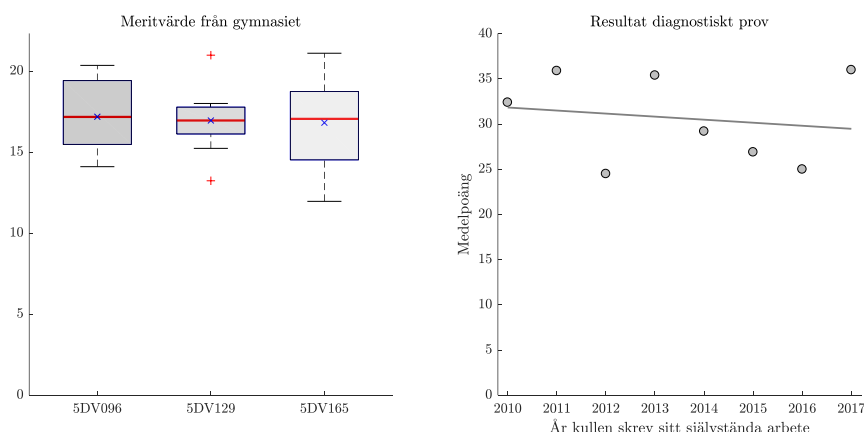 Meritvärde från gymnasiet
20
15
10
5
0
5DV096
5DV129
5DV165
Resultat diagnostiskt prov
Medelpoäng
40
35
30
25
20
15
10
5
0
2010 2011 2012 2013 2014 2015 2016 2017
År kullen skrev sitt självstända arbete